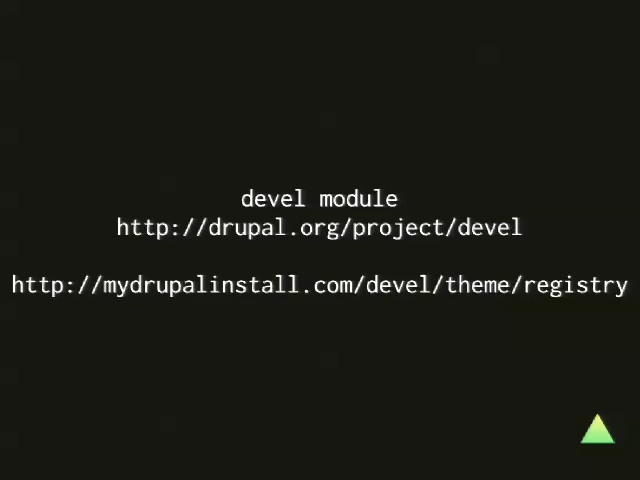 devel module
http://drupal.org/project/devel
http://mydrupalinstall.com/devel/theme/registry